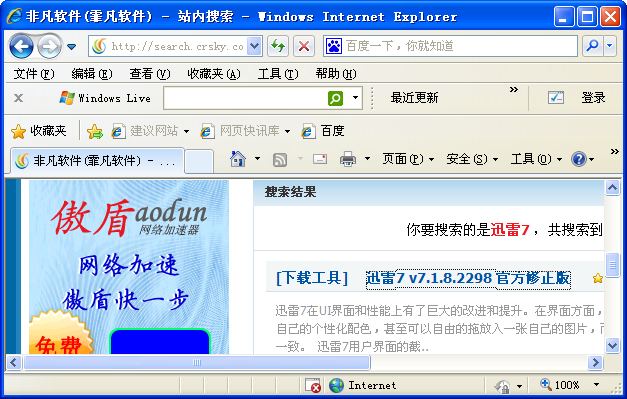 非凡软件(霏凡软件) - 站内搜索 - Windows Internet Explorer
http://search.crsky.co
百度一下，你就知道
文件(F) 编辑(E) 查看(V) 收藏夹(A) 工具(T) 帮助(H)
x Windows Live 最近更新 » 登录
收藏夹 建议网站 网页快讯库 百度
非凡软件(霏凡软件) - ... 页面(P) 安全(S) 工具(O) »
搜索结果
傲盾aodun
网络加速器
网络加速
傲盾快一步
免费
你要搜索的是迅雷7，共搜索到
[下载工具] 迅雷7 v7.1.8.2298 官方修正版
迅雷7在UI界面和性能上有了巨大的改进和提升。在界面方面，
自己的个性化配色，甚至可以自由的拖放入一张自己的图片，而
一致。 迅雷7用户界面的截..
Internet 100%